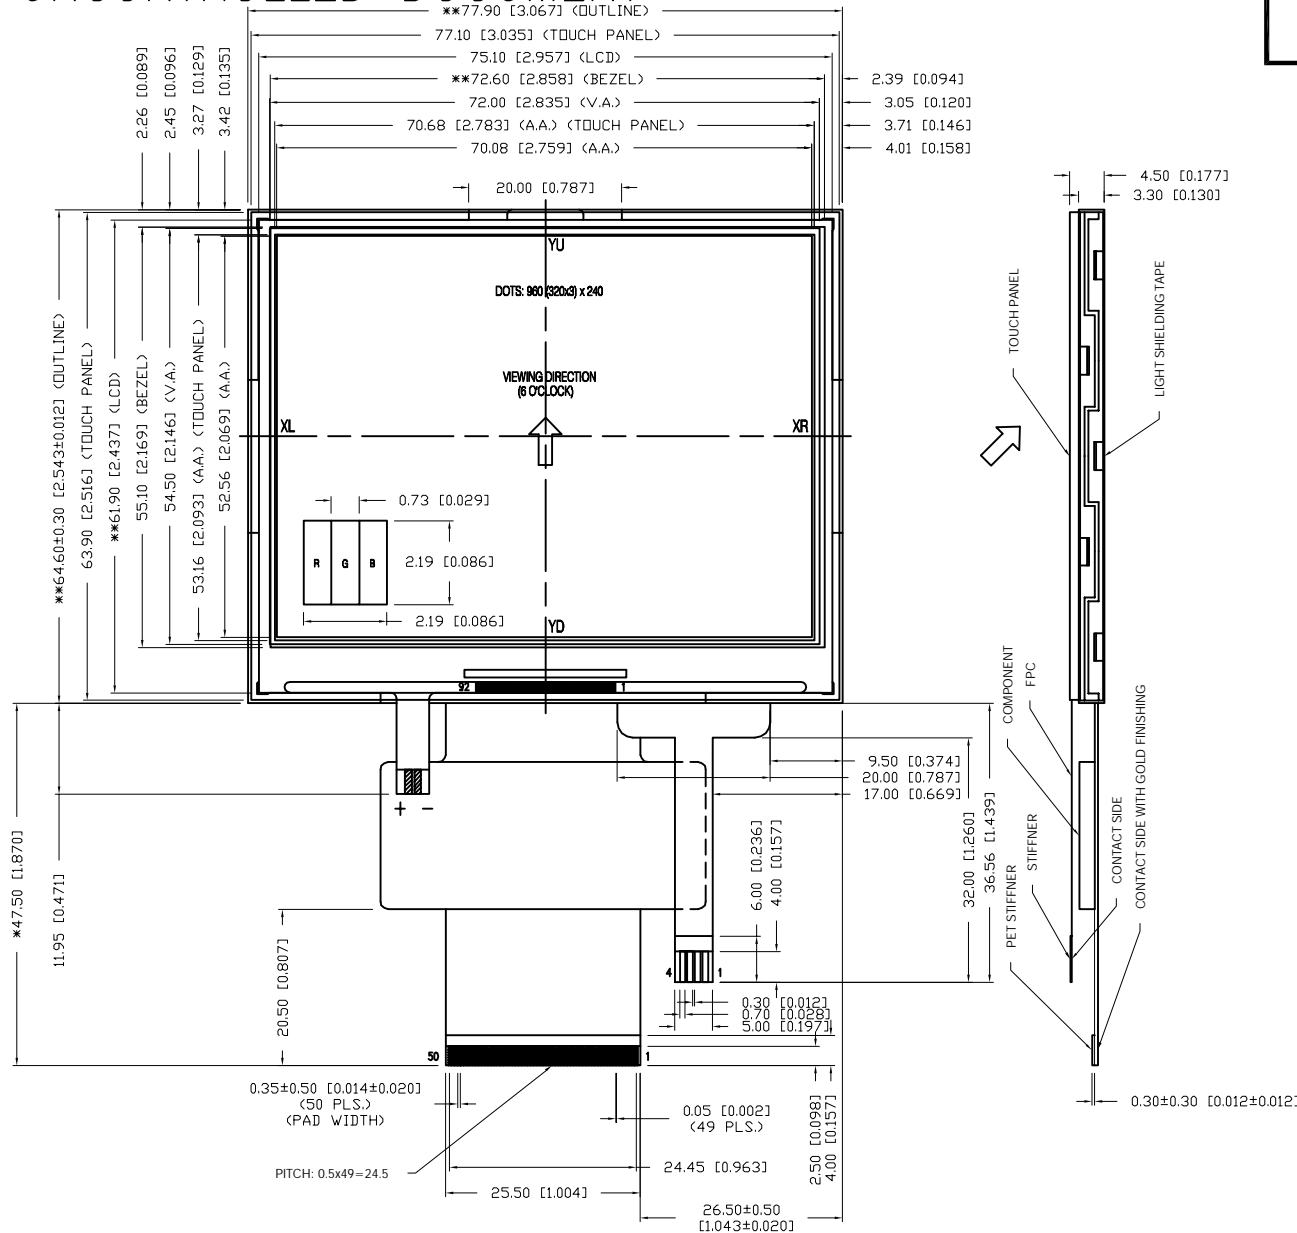 **77.90 [3.067] (OUTLINE)
77.10 [3.035] (TOUCH PANEL)
75.10 [2.957] (LCD)
**72.60 [2.858] (BEZEL)
72.00 [2.835] (V.A.)
70.68 [2.783] (A.A.) (TOUCH PANEL)
70.08 [2.759] (A.A.)
20.00 [0.787]
2.39 [0.094]
3.05 [0.120]
3.71 [0.146]
4.01 [0.158]
2.26 [0.089]
2.45 [0.096]
3.27 [0.129]
3.42 [0.135]
4.50 [0.177]
3.30 [0.130]
**64.60±0.30 [2.543±0.012] (OUTLINE)
63.90 [2.516] (TOUCH PANEL)
**61.90 [2.437] (LCD)
55.10 [2.169] (BEZEL)
54.50 [2.146] (V.A.)
53.16 [2.093] (A.A.) (TOUCH PANEL)
52.56 [2.069] (A.A.)
YU
DOTS: 960 (320x3) x 240
VIEWING DIRECTION
(6 O'CLOCK)
XL
XR
0.73 [0.029]
R G B
2.19 [0.086]
2.19 [0.086]
YD
92
1
TOUCH PANEL
LIGHT SHIELDING TAPE
COMPONENT
FPC
STIFFNER
PET STIFFNER
CONTACT SIDE
CONTACT SIDE WITH GOLD FINISHING
+ -
9.50 [0.374]
20.00 [0.787]
17.00 [0.669]
*47.50 [1.870]
11.95 [0.471]
20.50 [0.807]
6.00 [0.236]
4.00 [0.157]
32.00 [1.260]
36.56 [1.439]
4
1
0.30 [0.012]
0.70 [0.028]
5.00 [0.197]
50
1
0.35±0.50 [0.014±0.020]
(50 PLS.)
(PAD WIDTH)
0.05 [0.002]
(49 PLS.)
2.50 [0.098]
4.00 [0.157]
0.30±0.30 [0.012±0.012]
PITCH: 0.5x49=24.5
24.45 [0.963]
25.50 [1.004]
26.50±0.50
[1.043±0.020]